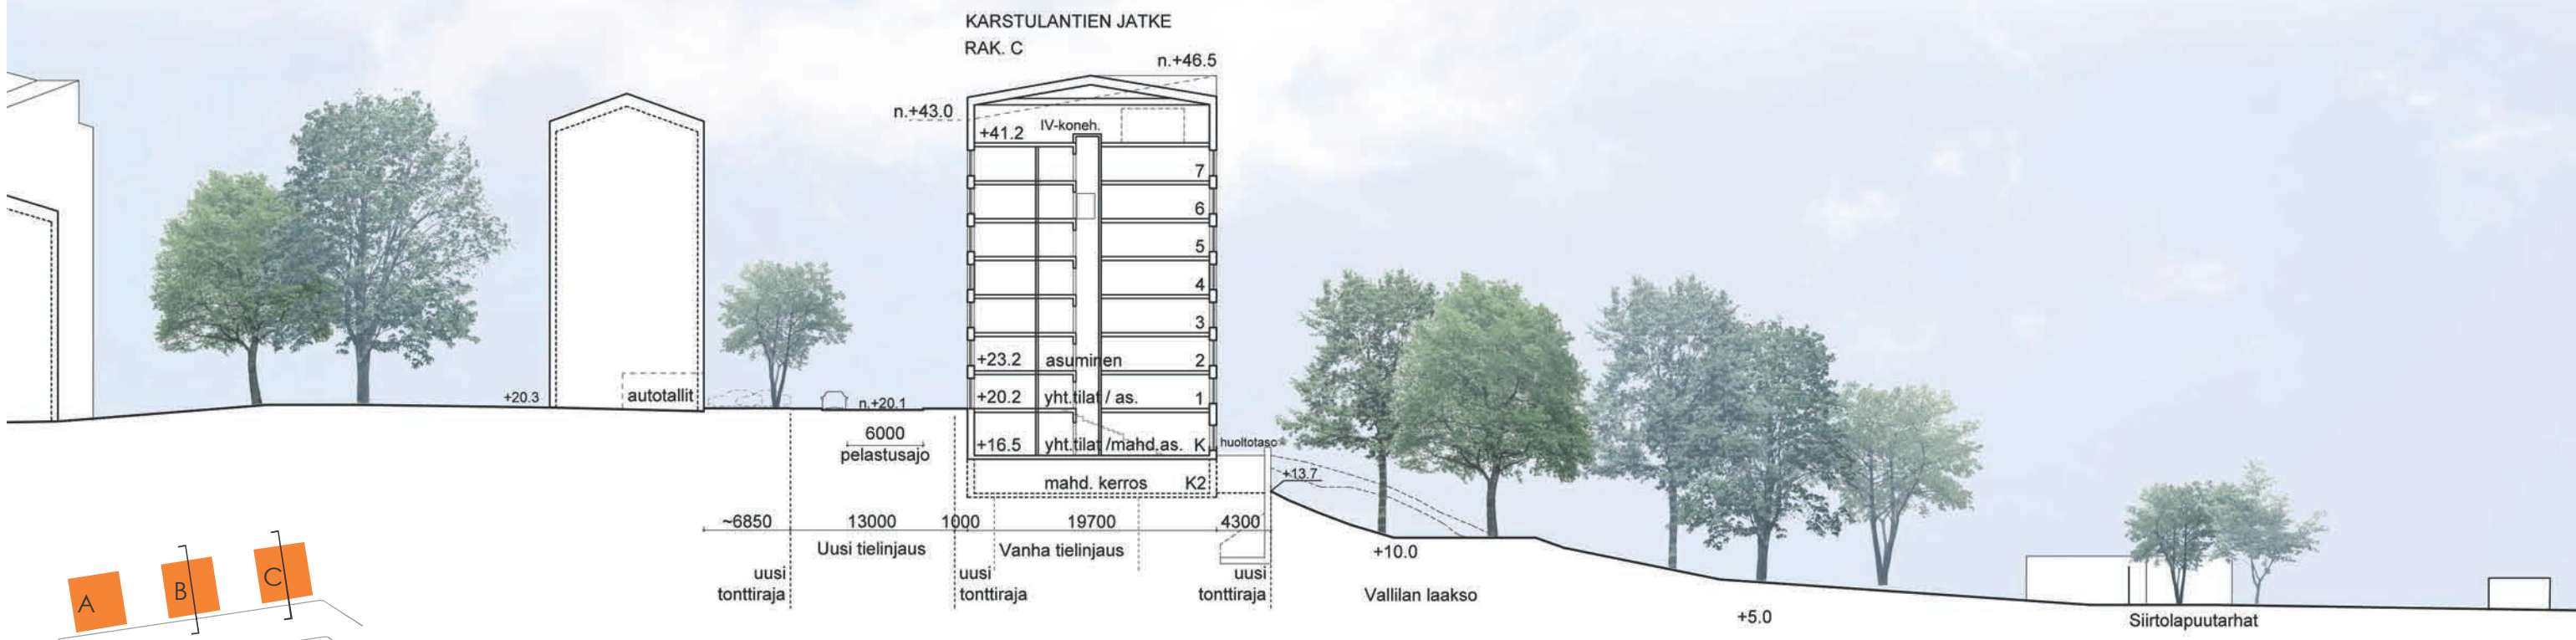 KARSTULANTIEN JATKE
RAK. C
n.+46.5
n.+43.0
+41.2 IV-koneh.
7
6
5
4
3
+23.2 asuminen 2
+20.3 autotallit n.+20.1 +20.2 yht.tilat / as. 1
6000
pelastusajo
+16.5 yht.tilat /mahd.as. K huoltotaso
+13.7
mahd. kerros K2
~6850 13000 1000 19700 4300
Uusi tielinjaus Vanha tielinjaus
+10.0
uusi
tonttiraja
uusi
tonttiraja
uusi
tonttiraja
Vallilan laakso
+5.0
Siirtolapuutarhat
A B C